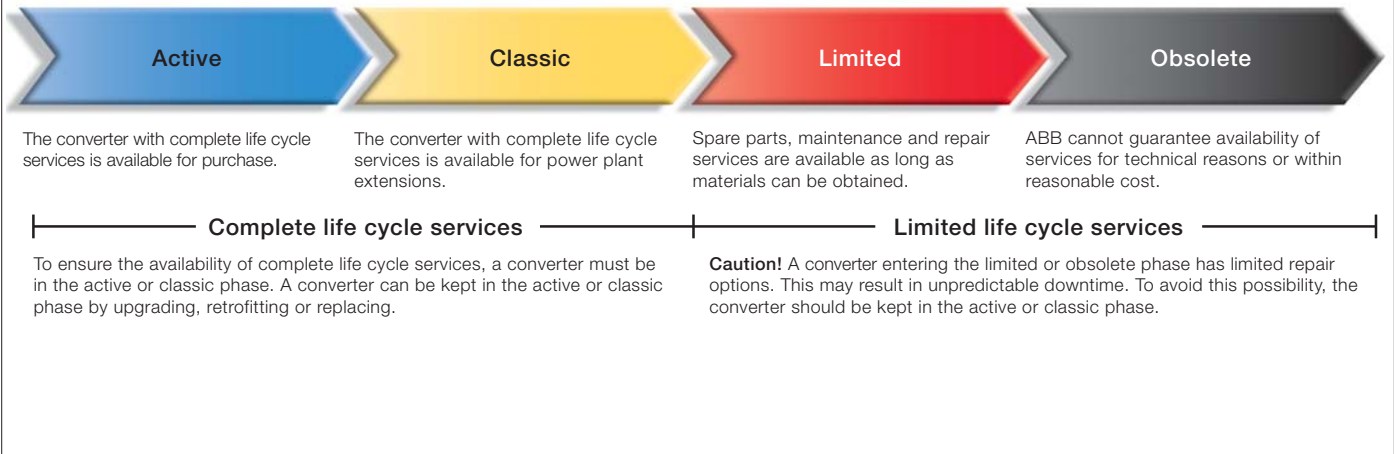 Active
Classic
Limited
Obsolete
The converter with complete life cycle
services is available for purchase.
The converter with complete life cycle
services is available for power plant
extensions.
Spare parts, maintenance and repair
services are available as long as
materials can be obtained.
ABB cannot guarantee availability of
services for technical reasons or within
reasonable cost.
Complete life cycle services
Limited life cycle services
To ensure the availability of complete life cycle services, a converter must be
in the active or classic phase. A converter can be kept in the active or classic
phase by upgrading, retrofitting or replacing.
Caution! A converter entering the limited or obsolete phase has limited repair
options. This may result in unpredictable downtime. To avoid this possibility, the
converter should be kept in the active or classic phase.